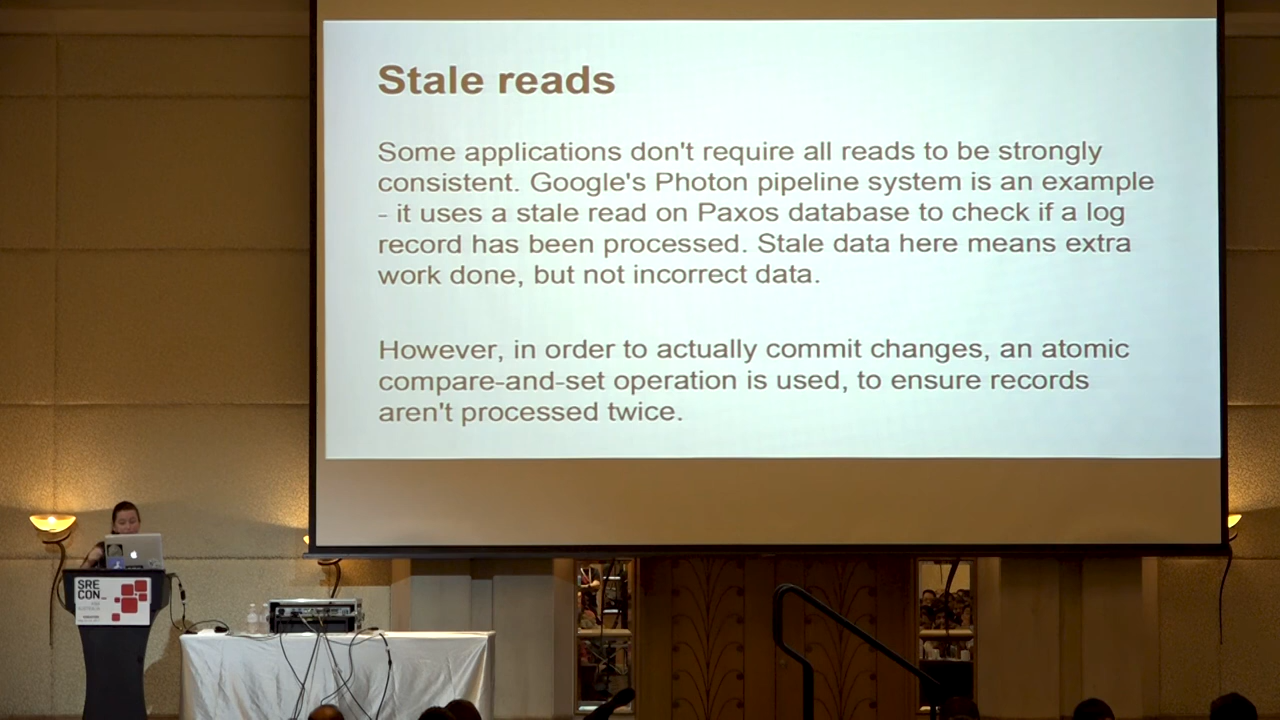 Stale reads
Some applications don't require all reads to be strongly
consistent. Google's Photon pipeline system is an example
- it uses a stale read on Paxos database to check if a log
record has been processed. Stale data here means extra
work done, but not incorrect data.
However, in order to actually commit changes, an atomic
compare-and-set operation is used, to ensure records
aren't processed twice.
SRE
CON_